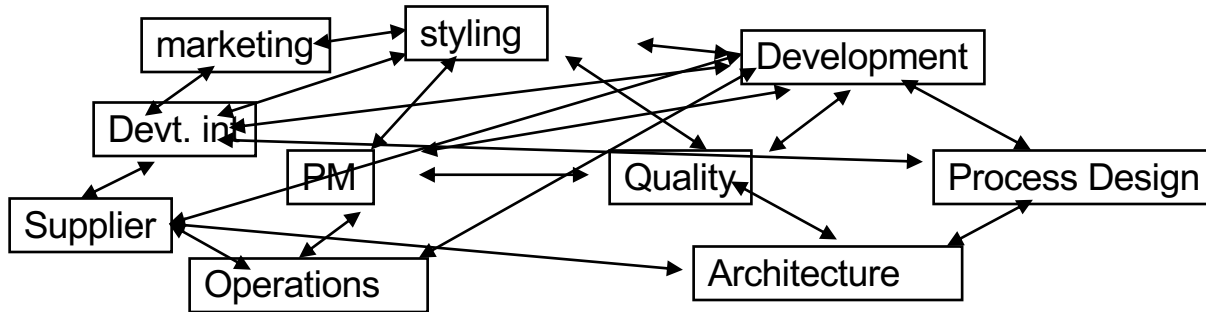 marketing
styling
Development
Devt. int
PM
Quality
Process Design
Supplier
Operations
Architecture